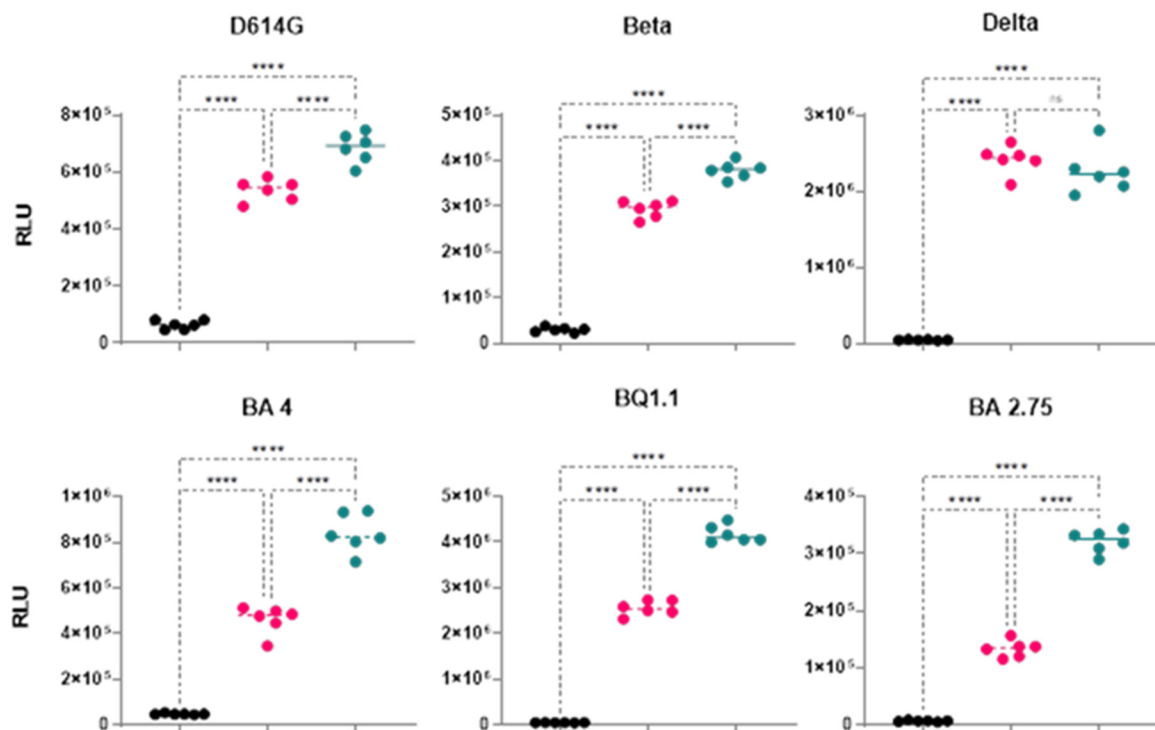 D614G
Beta
Delta
**** **** ****
**** **** ****
**** **** ns
RLU
8×10⁵
6×10⁵
4×10⁵
2×10⁵
0
5×10⁵
4×10⁵
3×10⁵
2×10⁵
1×10⁵
0
3×10⁶
2×10⁶
1×10⁶
0
BA 4
BQ1.1
BA 2.75
**** **** ****
**** **** ****
**** **** ****
RLU
1×10⁶
8×10⁵
6×10⁵
4×10⁵
2×10⁵
0
5×10⁶
4×10⁶
3×10⁶
2×10⁶
1×10⁶
0
4×10⁵
3×10⁵
2×10⁵
1×10⁵
0